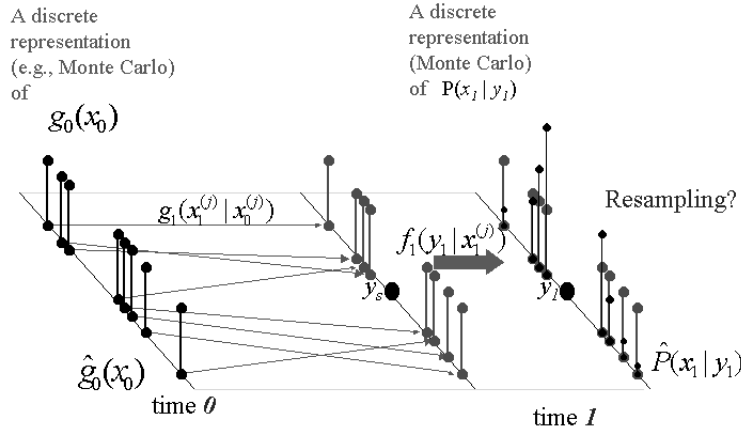 A discrete
representation
(e.g., Monte Carlo)
of
g₀(x₀)
A discrete
representation
(Monte Carlo)
of P(x₁ | y₁)
g₁(x₁⁽ʲ⁾ | x₀⁽ʲ⁾)
f₁(y₁ | x₁⁽ʲ⁾)
Resampling?
yₛ
y₁
ĝ₀(x₀)
P̂(x₁ | y₁)
time 0
time 1